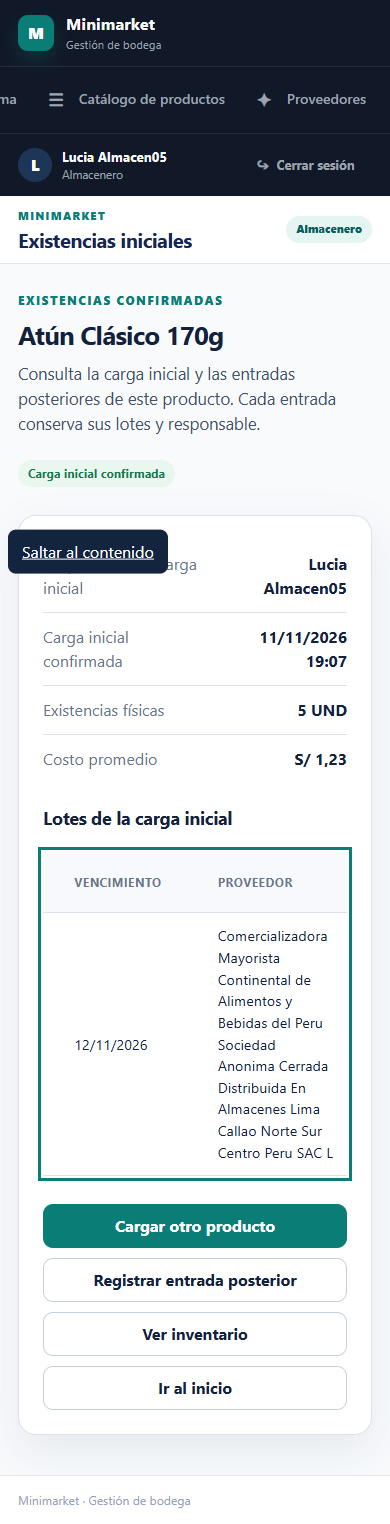 M
Minimarket
Gestión de bodega
ma
Catálogo de productos
Proveedores
L
Lucia Almacen05
Almacenero
Cerrar sesión
MINIMARKET
Existencias iniciales
Almacenero
EXISTENCIAS CONFIRMADAS
Atún Clásico 170g
Consulta la carga inicial y las entradas
posteriores de este producto. Cada entrada
conserva sus lotes y responsable.
Carga inicial confirmada
Saltar al contenido
arga
inicial
Lucia
Almacen05
Carga inicial
confirmada
11/11/2026
19:07
Existencias físicas
5 UND
Costo promedio
S/ 1,23
Lotes de la carga inicial
VENCIMIENTO
PROVEEDOR
12/11/2026
Comercializadora
Mayorista
Continental de
Alimentos y
Bebidas del Peru
Sociedad
Anonima Cerrada
Distribuida En
Almacenes Lima
Callao Norte Sur
Centro Peru SAC L
Cargar otro producto
Registrar entrada posterior
Ver inventario
Ir al inicio
Minimarket · Gestión de bodega